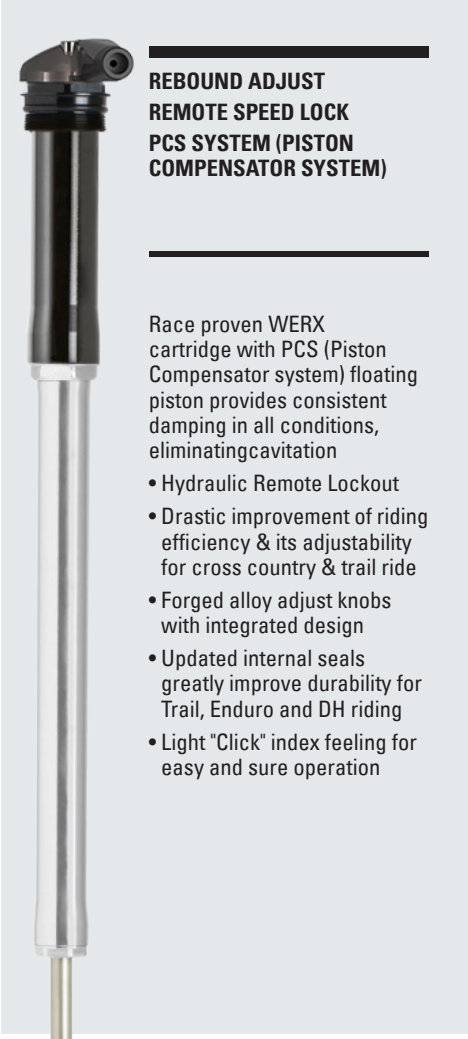 REBOUND ADJUST
REMOTE SPEED LOCK
PCS SYSTEM (PISTON
COMPENSATOR SYSTEM)
Race proven WERX
cartridge with PCS (Piston
Compensator system) floating
piston provides consistent
damping in all conditions,
eliminatingcavitation
• Hydraulic Remote Lockout
• Drastic improvement of riding
efficiency & its adjustability
for cross country & trail ride
• Forged alloy adjust knobs
with integrated design
• Updated internal seals
greatly improve durability for
Trail, Enduro and DH riding
• Light "Click" index feeling for
easy and sure operation